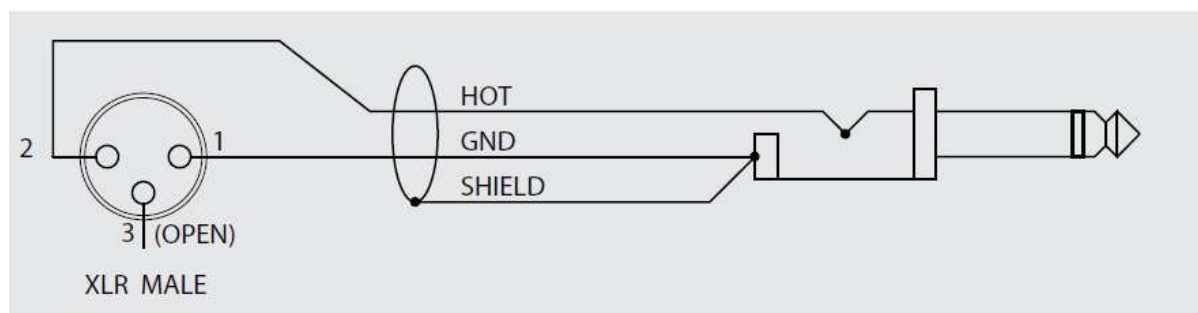 HOT
2
1
GND
SHIELD
3 (OPEN)
XLR MALE